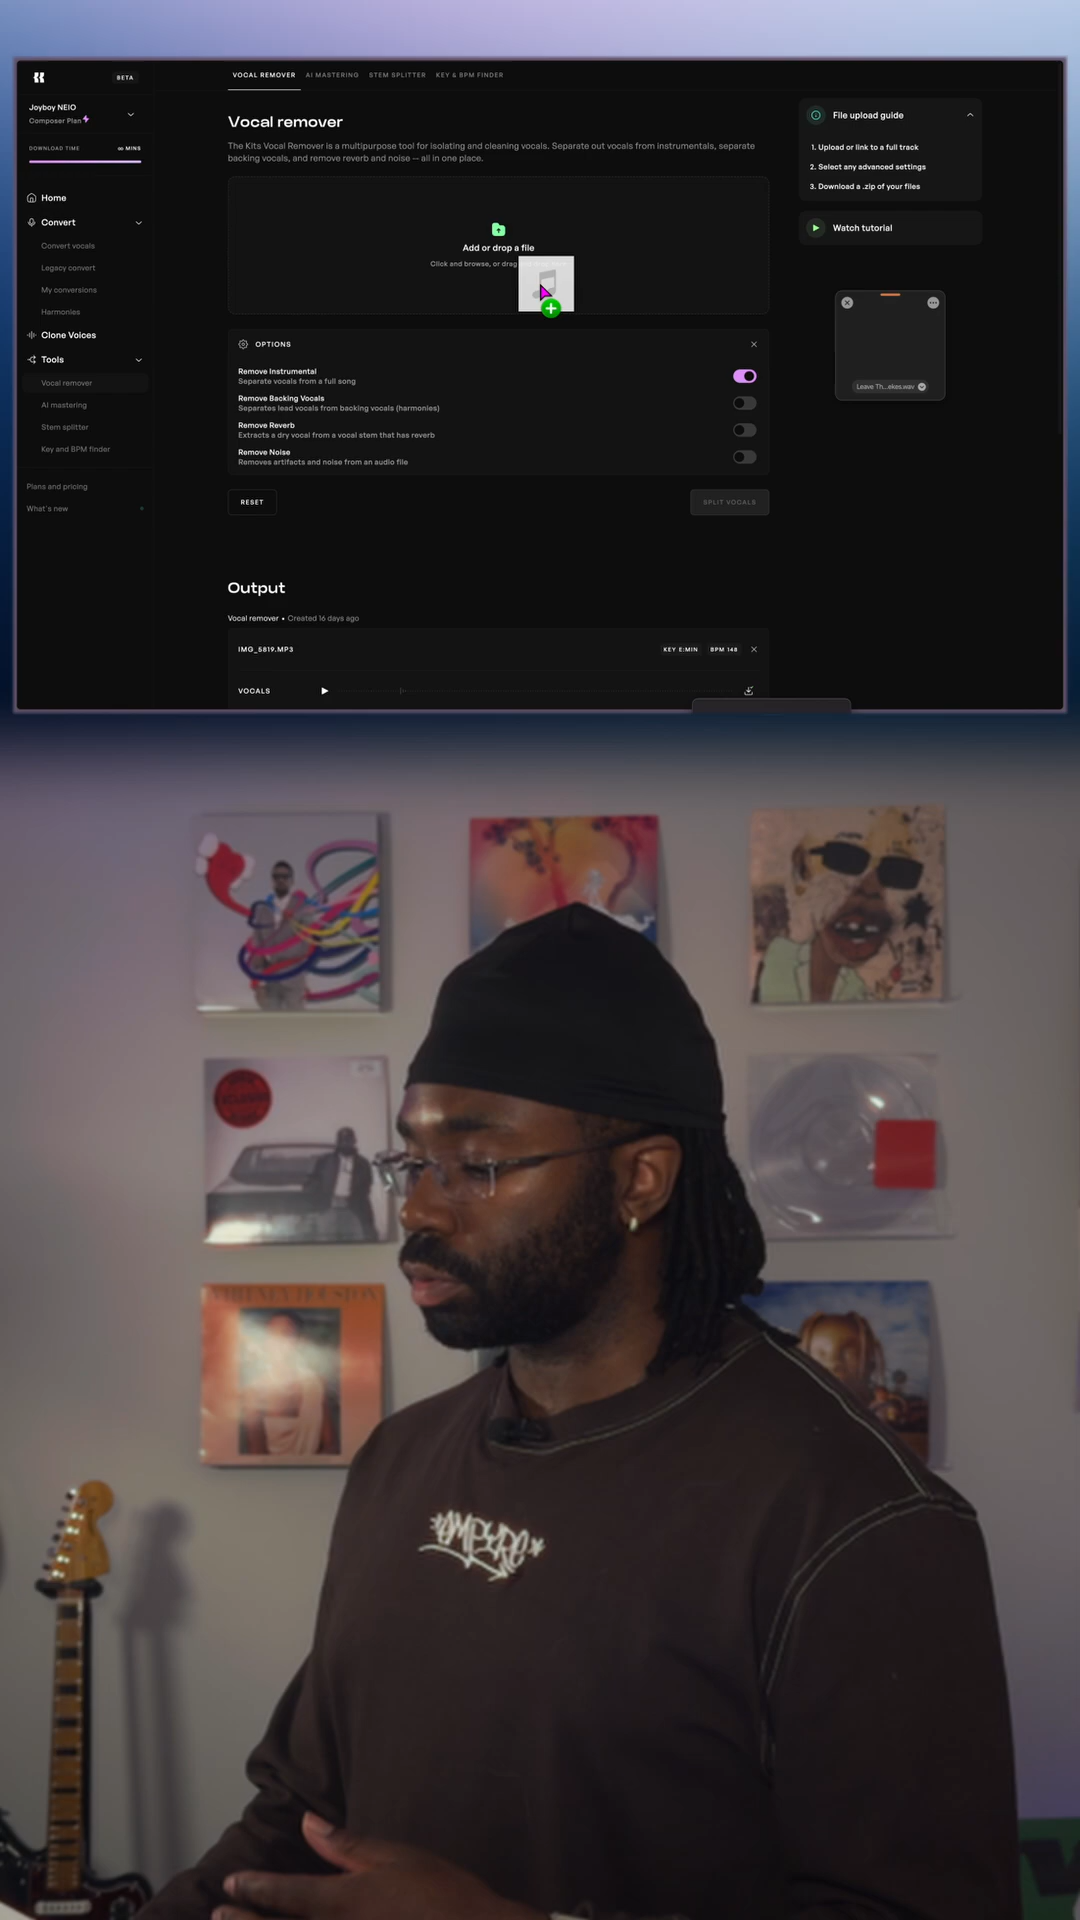 BETA
Joyboy NEIO
Composer Plan
DOWNLOAD TIME
∞ MINS
Home
Convert
Convert vocals
Legacy convert
My conversions
Harmonies
Clone Voices
Tools
Vocal remover
AI mastering
Stem splitter
Key and BPM finder
Plans and pricing
What's new
VOCAL REMOVER
AI MASTERING
STEM SPLITTER
KEY & BPM FINDER
Vocal remover
The Kits Vocal Remover is a multipurpose tool for isolating and cleaning vocals. Separate out vocals from instrumentals, separate
backing vocals, and remove reverb and noise -- all in one place.
Add or drop a file
Click and browse, or drag
OPTIONS
Remove Instrumental
Separate vocals from a full song
Remove Backing Vocals
Separates lead vocals from backing vocals (harmonies)
Remove Reverb
Extracts a dry vocal from a vocal stem that has reverb
Remove Noise
Removes artifacts and noise from an audio file
RESET
SPLIT VOCALS
Output
Vocal remover • Created 16 days ago
IMG_5819.MP3
KEY E:MIN
BPM 148
VOCALS
File upload guide
1. Upload or link to a full track
2. Select any advanced settings
3. Download a .zip of your files
Watch tutorial
Leave Th...ekes.wav
WHITNEY HOUSTON
EMPIRE